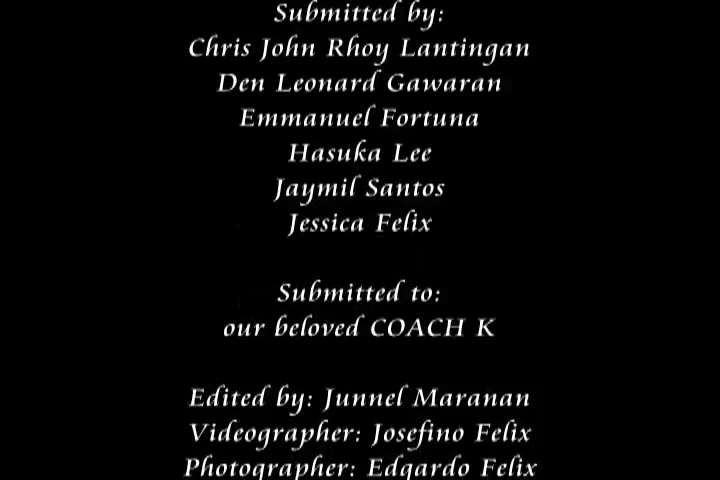 Submitted by:
Chris John Rhoy Lantingan
Den Leonard Gawaran
Emmanuel Fortuna
Hasuka Lee
Jaymil Santos
Jessica Felix
Submitted to:
our beloved COACH K
Edited by: Junnel Maranan
Videographer: Josefino Felix
Photographer: Edgardo Felix